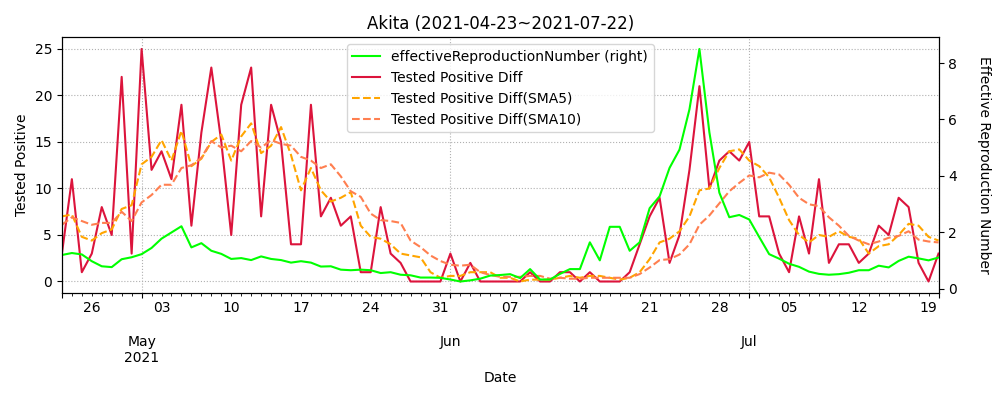 Akita (2021-04-23~2021-07-22)
effectiveReproductionNumber (right)
Tested Positive Diff
Tested Positive Diff(SMA5)
Tested Positive Diff(SMA10)
Tested Positive
25
20
15
10
5
0
Effective Reproduction Number
8
6
4
2
0
26 03 10 17 24 31 07 14 21 28 05 12 19
May Jun Jul
2021
Date